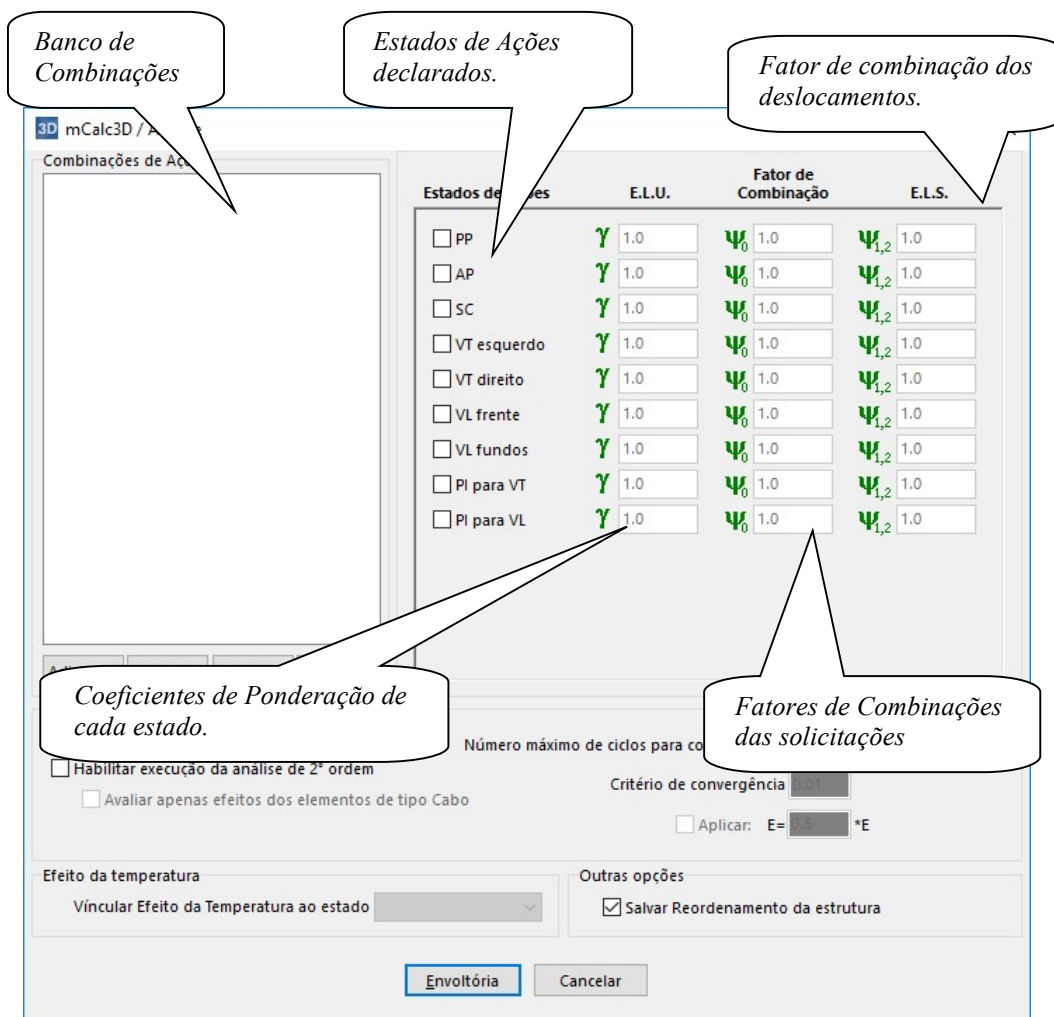 Banco de
Combinações
Estados de Ações
declarados.
Fator de combinação dos
deslocamentos.
3D mCalc3D /
Combinações de
Estados de
E.L.U.
Fator de
Combinação
E.L.S.
PP γ 1.0 Ψ0 1.0 Ψ1,2 1.0
AP γ 1.0 Ψ0 1.0 Ψ1,2 1.0
SC γ 1.0 Ψ0 1.0 Ψ1,2 1.0
VT esquerdo γ 1.0 Ψ0 1.0 Ψ1,2 1.0
VT direito γ 1.0 Ψ0 1.0 Ψ1,2 1.0
VL frente γ 1.0 Ψ0 1.0 Ψ1,2 1.0
VL fundos γ 1.0 Ψ0 1.0 Ψ1,2 1.0
PI para VT γ 1.0 Ψ0 1.0 Ψ1,2 1.0
PI para VL γ 1.0 Ψ0 1.0 Ψ1,2 1.0
Coeficientes de Ponderação de
cada estado.
Fatores de Combinações
das solicitações
Número máximo de ciclos para
Habilitar execução da análise de 2ª ordem
Critério de convergência 0.01
Avaliar apenas efeitos dos elementos de tipo Cabo
Aplicar: E= 0.8 *E
Efeito da temperatura
Víncular Efeito da Temperatura ao estado
Outras opções
Salvar Reordenamento da estrutura
Envoltória
Cancelar